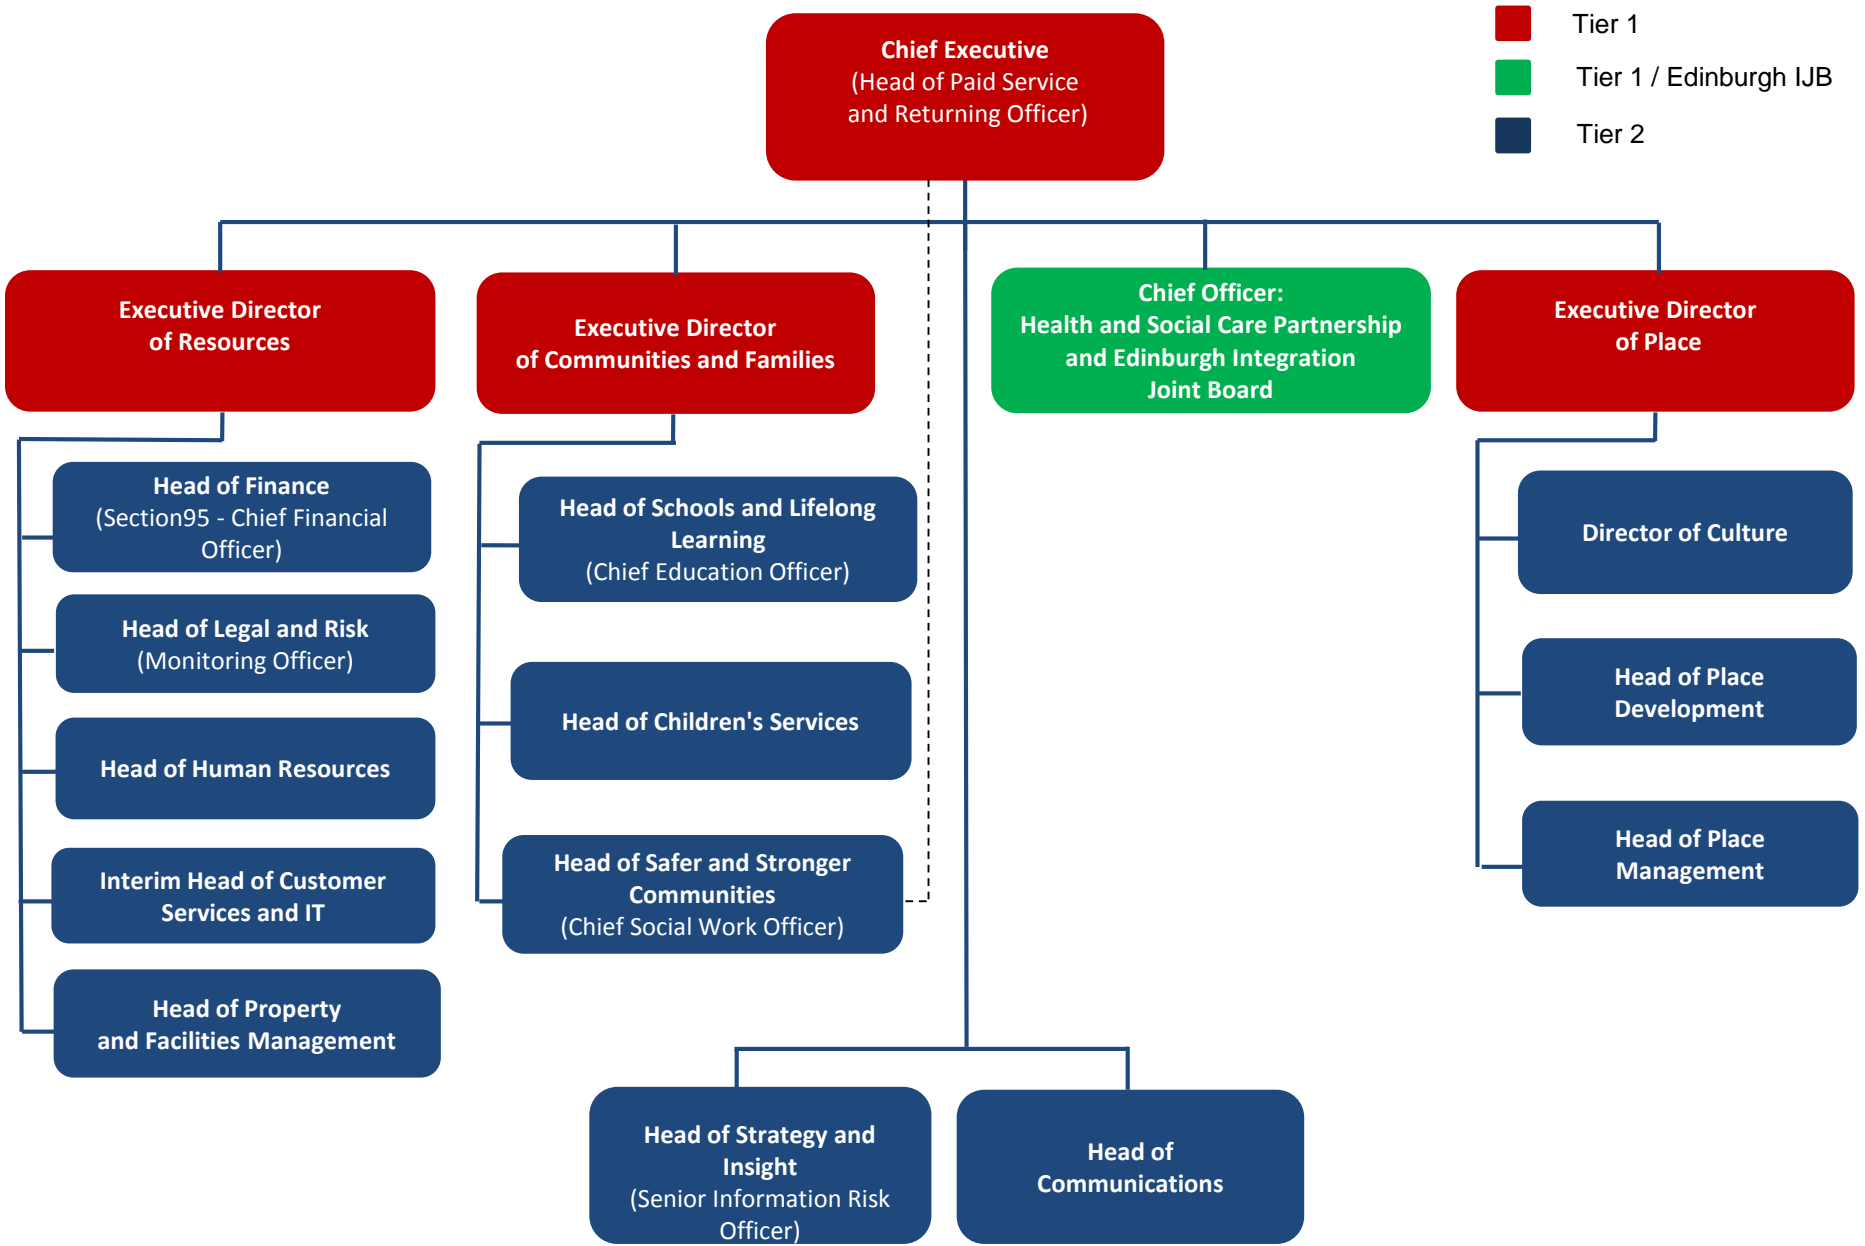 Chief Executive
(Head of Paid Service
and Returning Officer)
Tier 1
Tier 1 / Edinburgh IJB
Tier 2
Executive Director
of Resources
Executive Director
of Communities and Families
Chief Officer:
Health and Social Care Partnership
and Edinburgh Integration
Joint Board
Executive Director
of Place
Head of Finance
(Section95 - Chief Financial
Officer)
Head of Legal and Risk
(Monitoring Officer)
Head of Human Resources
Interim Head of Customer
Services and IT
Head of Property
and Facilities Management
Head of Schools and Lifelong
Learning
(Chief Education Officer)
Head of Children's Services
Head of Safer and Stronger
Communities
(Chief Social Work Officer)
Director of Culture
Head of Place
Development
Head of Place
Management
Head of Strategy and
Insight
(Senior Information Risk
Officer)
Head of
Communications